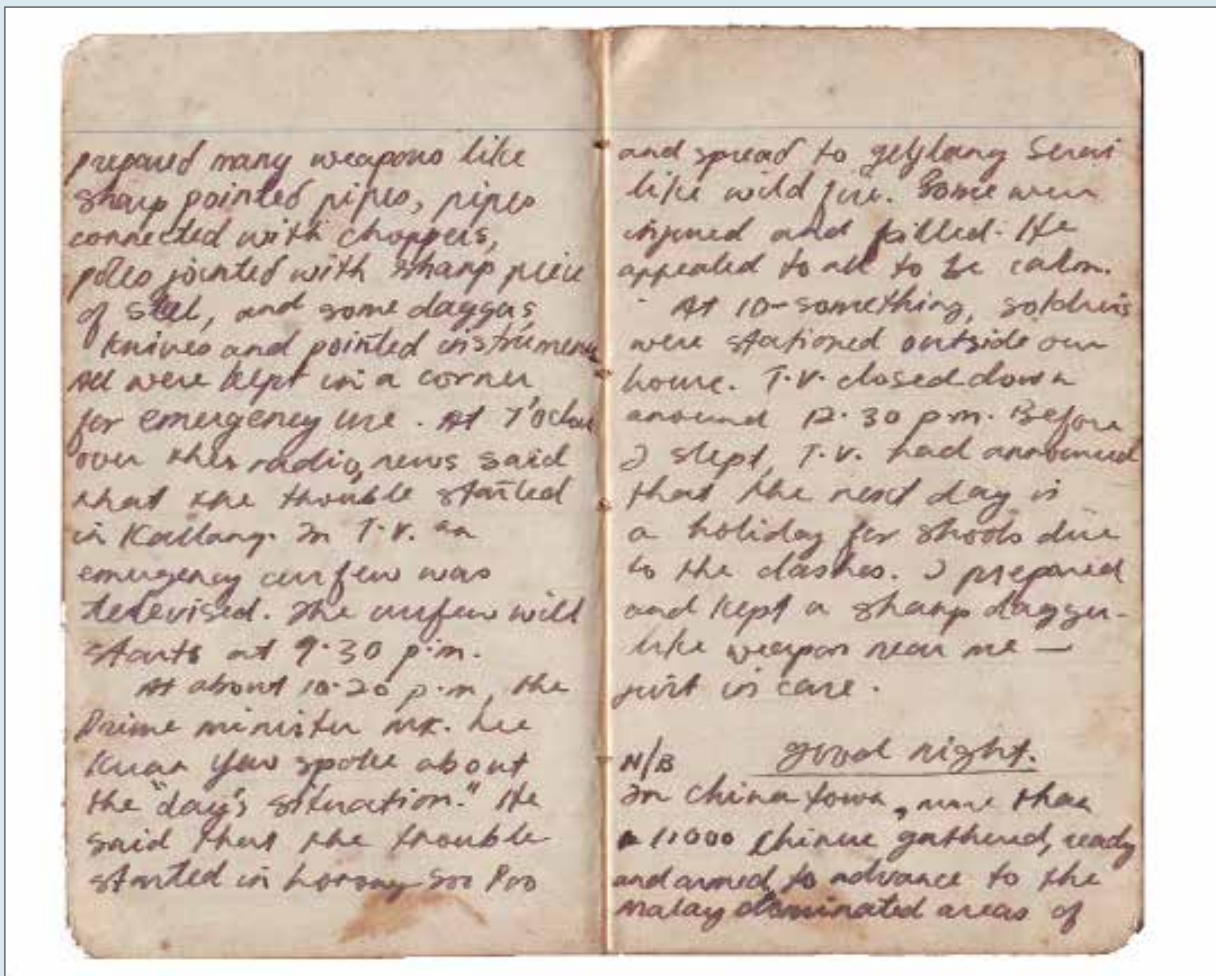 prepared many weapons like
sharp pointed pipes, pipes
connected with choppers,
poles jointed with sharp piece
of steel, and some daggas
knives and pointed instruments
All were kept in a corner
for emergency use. At 7 o'clock
over the radio, news said
that the trouble started
in Kallang. In T.V. an
emergency curfew was
televised. The curfew will
starts at 9.30 p.m.
At about 10.20 p.m, the
Prime minister Mr. Lee
Kuan Yew spoke about
the "day's situation." He
said that the trouble
started in Lorong Soo Poo
and spread to Serai
like wild fire. Some were
injured and killed. He
appealed to all to be calm.
At 10-something, soldiers
were stationed outside our
house. T.V. closed down
around 12.30 p.m. Before
I slept, T.V. had announced
that the next day is
a holiday for shools due
to the clashes. I prepared
and kept a sharp dagger-
like weapon near me —
just in case.
good night.
N/B
In China town, more than
11000 Chinese gathered, ready
and armed to advance to the
Malay dominated areas of